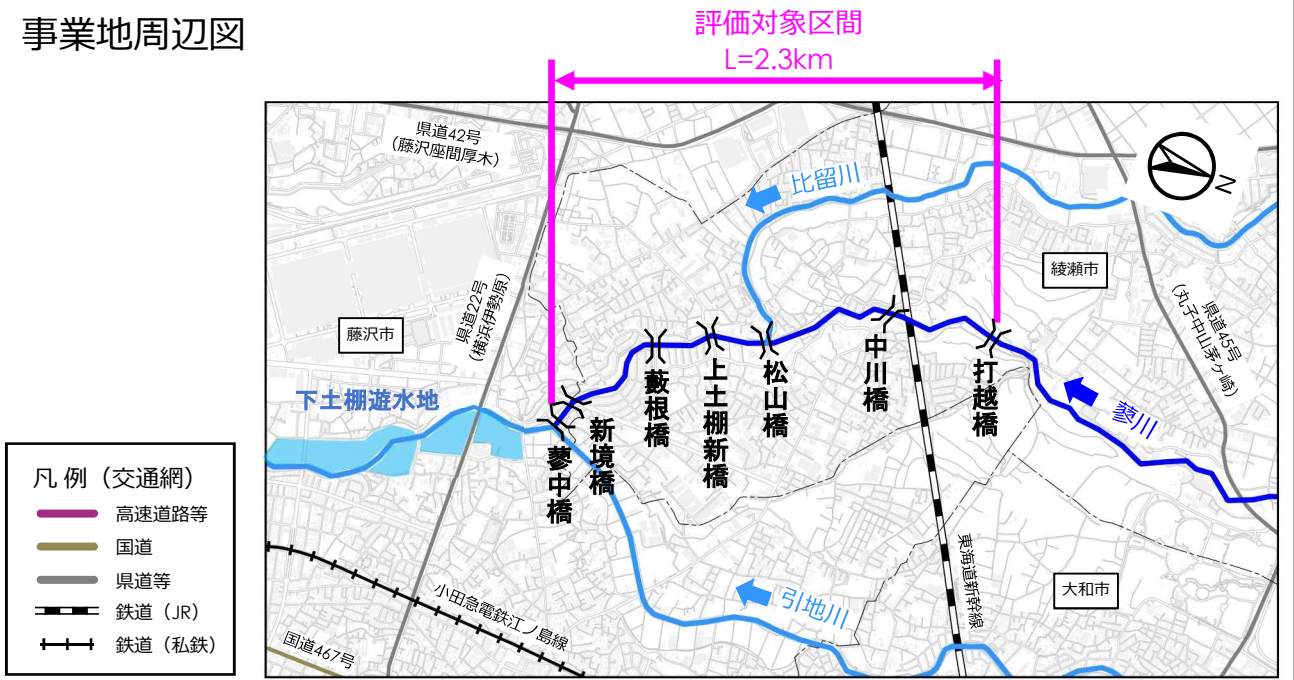 事業地周辺図
評価対象区間
L=2.3km
県道42号
（藤沢座間厚木）
比留川
N
綾瀬市
県道22号
（横浜伊勢原）
県道45号
（丸子中山茅ヶ崎）
藤沢市
下土棚遊水地
蓼中橋
新境橋
藪根橋
上土棚新橋
松山橋
中川橋
打越橋
蓼川
凡 例（交通網）
高速道路等
国道
県道等
鉄道（JR）
鉄道（私鉄）
小田急電鉄江ノ島線
国道467号
引地川
東海道新幹線
大和市